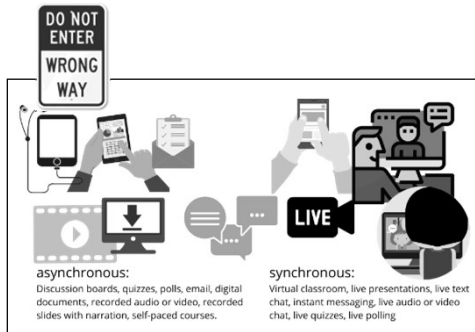 DO NOT
ENTER
WRONG
WAY
LIVE
asynchronous:
Discussion boards, quizzes, polls, email, digital
documents, recorded audio or video, recorded
slides with narration, self-paced courses.
synchronous:
Virtual classroom, live presentations, live text
chat, instant messaging, live audio or video
chat, live quizzes, live polling